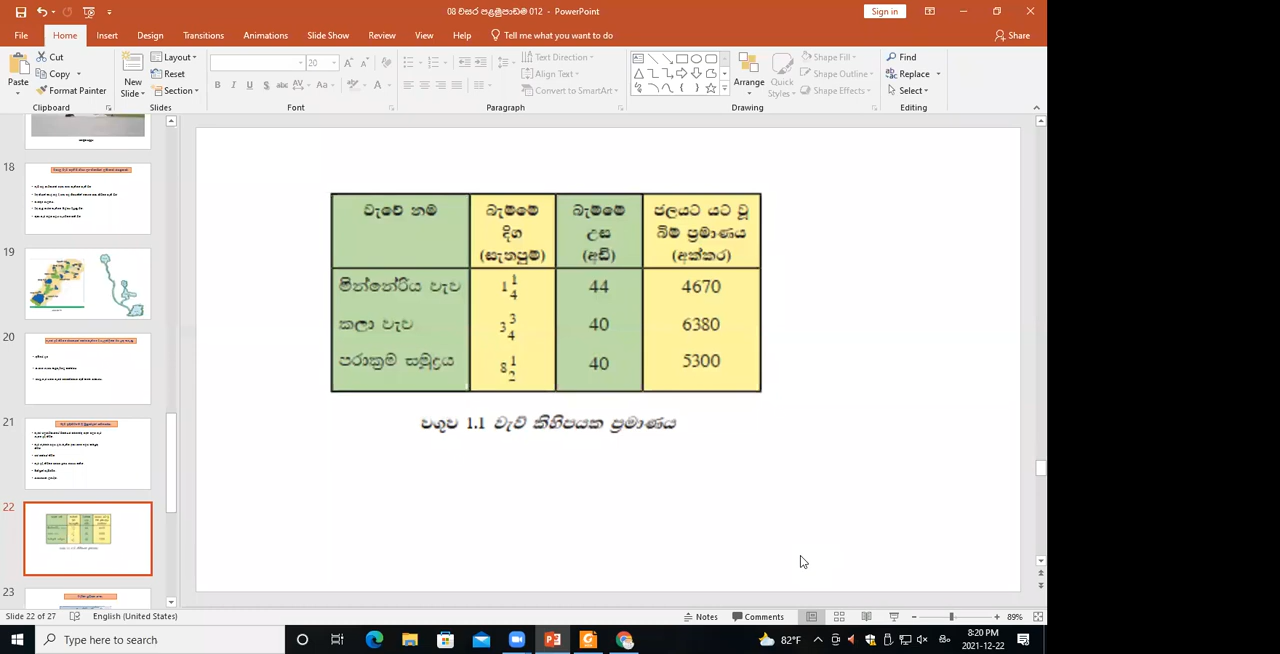 08 වසර පළමුපාඩම 012 - PowerPoint
Sign in
File Home Insert Design Transitions Animations Slide Show Review View Help Tell me what you want to do
Share
Paste
Cut
Copy
Format Painter
Clipboard
New Slide
Layout
Reset
Section
Slides
20
Font
Text Direction
Align Text
Convert to SmartArt
Paragraph
Arrange
Quick Styles
Shape Fill
Shape Outline
Shape Effects
Drawing
Find
Replace
Select
Editing
18
19
20
21
22
23
වැවේ නම බැම්මේ දිග (සැතපුම්) බැම්මේ උස (අඩි) ජලයට යට වූ බිම් ප්‍රමාණය (අක්කර)
මින්නේරිය වැව 1 1/4 44 4670
කලා වැව 3 3/4 40 6380
පරාක්‍රම සමුද්‍රය 8 1/2 40 5300
වගුව 1.1 වැව් කිහිපයක ප්‍රමාණය
Slide 22 of 27 English (United States) Notes Comments 89%
Type here to search
82°F
8:20 PM
2021-12-22